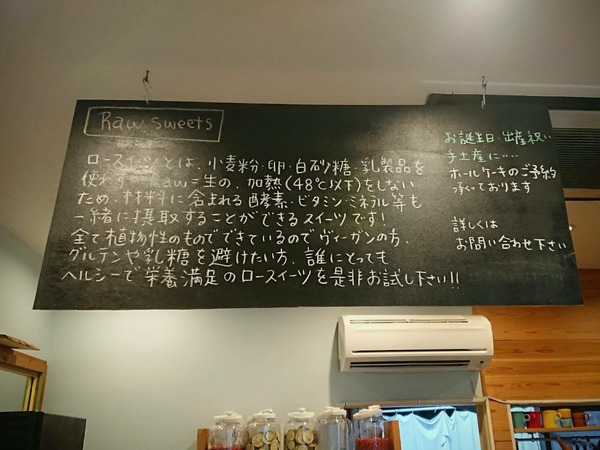 Raw sweets
ロースイーツとは、小麦粉・卵・白砂糖・乳製品を
使わず Raw=生の、加熱(48℃以下)をしない
ため、材料に含まれる酵素・ビタミン・ミネラル等も
一緒に摂取することができるスイーツです!
全て植物性のものでできているのでヴィーガンの方、
グルテンや乳糖を避けたい方、誰にとっても
ヘルシーで栄養満足のロースイーツを是非お試し下さい!!
お誕生日・出産祝い
手土産に‥‥
ホールケーキのご予約
承っております
詳しくは
お問い合わせ下さい